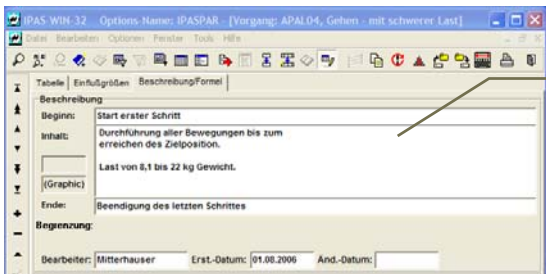 IPAS WIN-32 Options-Name: IPASPAR - [Vorgang: APAL04, Gehen - mit schwerer Last]
Datei Bearbeiten Optionen Fenster Tools Hilfe
Tabelle Einflußgrößen Beschreibung/Formel
Beschreibung
Beginn: Start erster Schritt
Inhalt: Durchführung aller Bewegungen bis zum
erreichen des Zielposition.
Last von 8,1 bis 22 kg Gewicht.
(Graphic)
Ende: Beendigung des letzten Schrittes
Begrenzung:
Bearbeiter: Mitterhauser Erst.-Datum: 01.08.2006 Änd.-Datum: